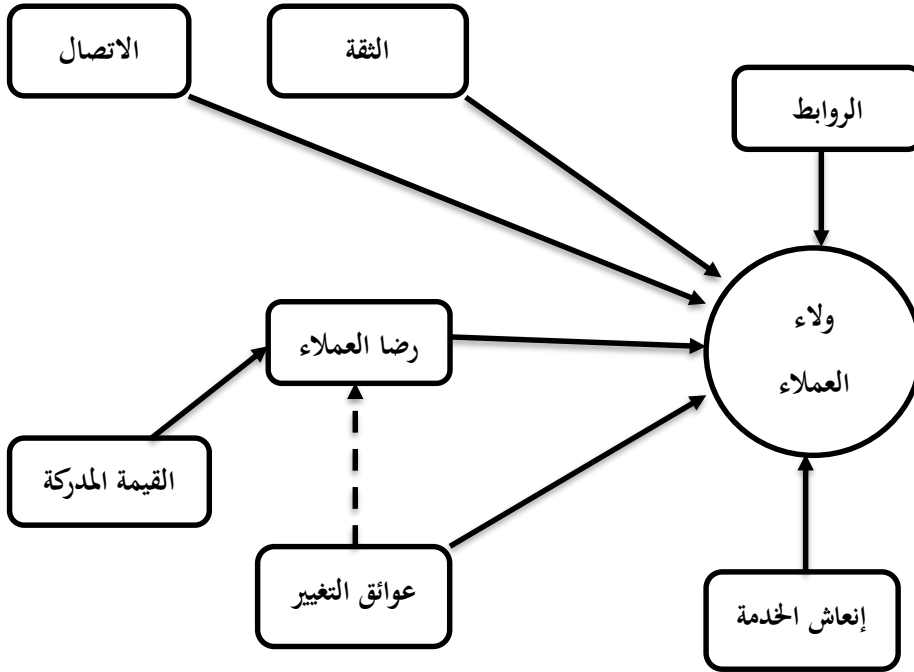 الاتصال
الثقة
الروابط
ولاء
العملاء
رضا العملاء
القيمة المدركة
عوائق التغيير
إنعاش الخدمة